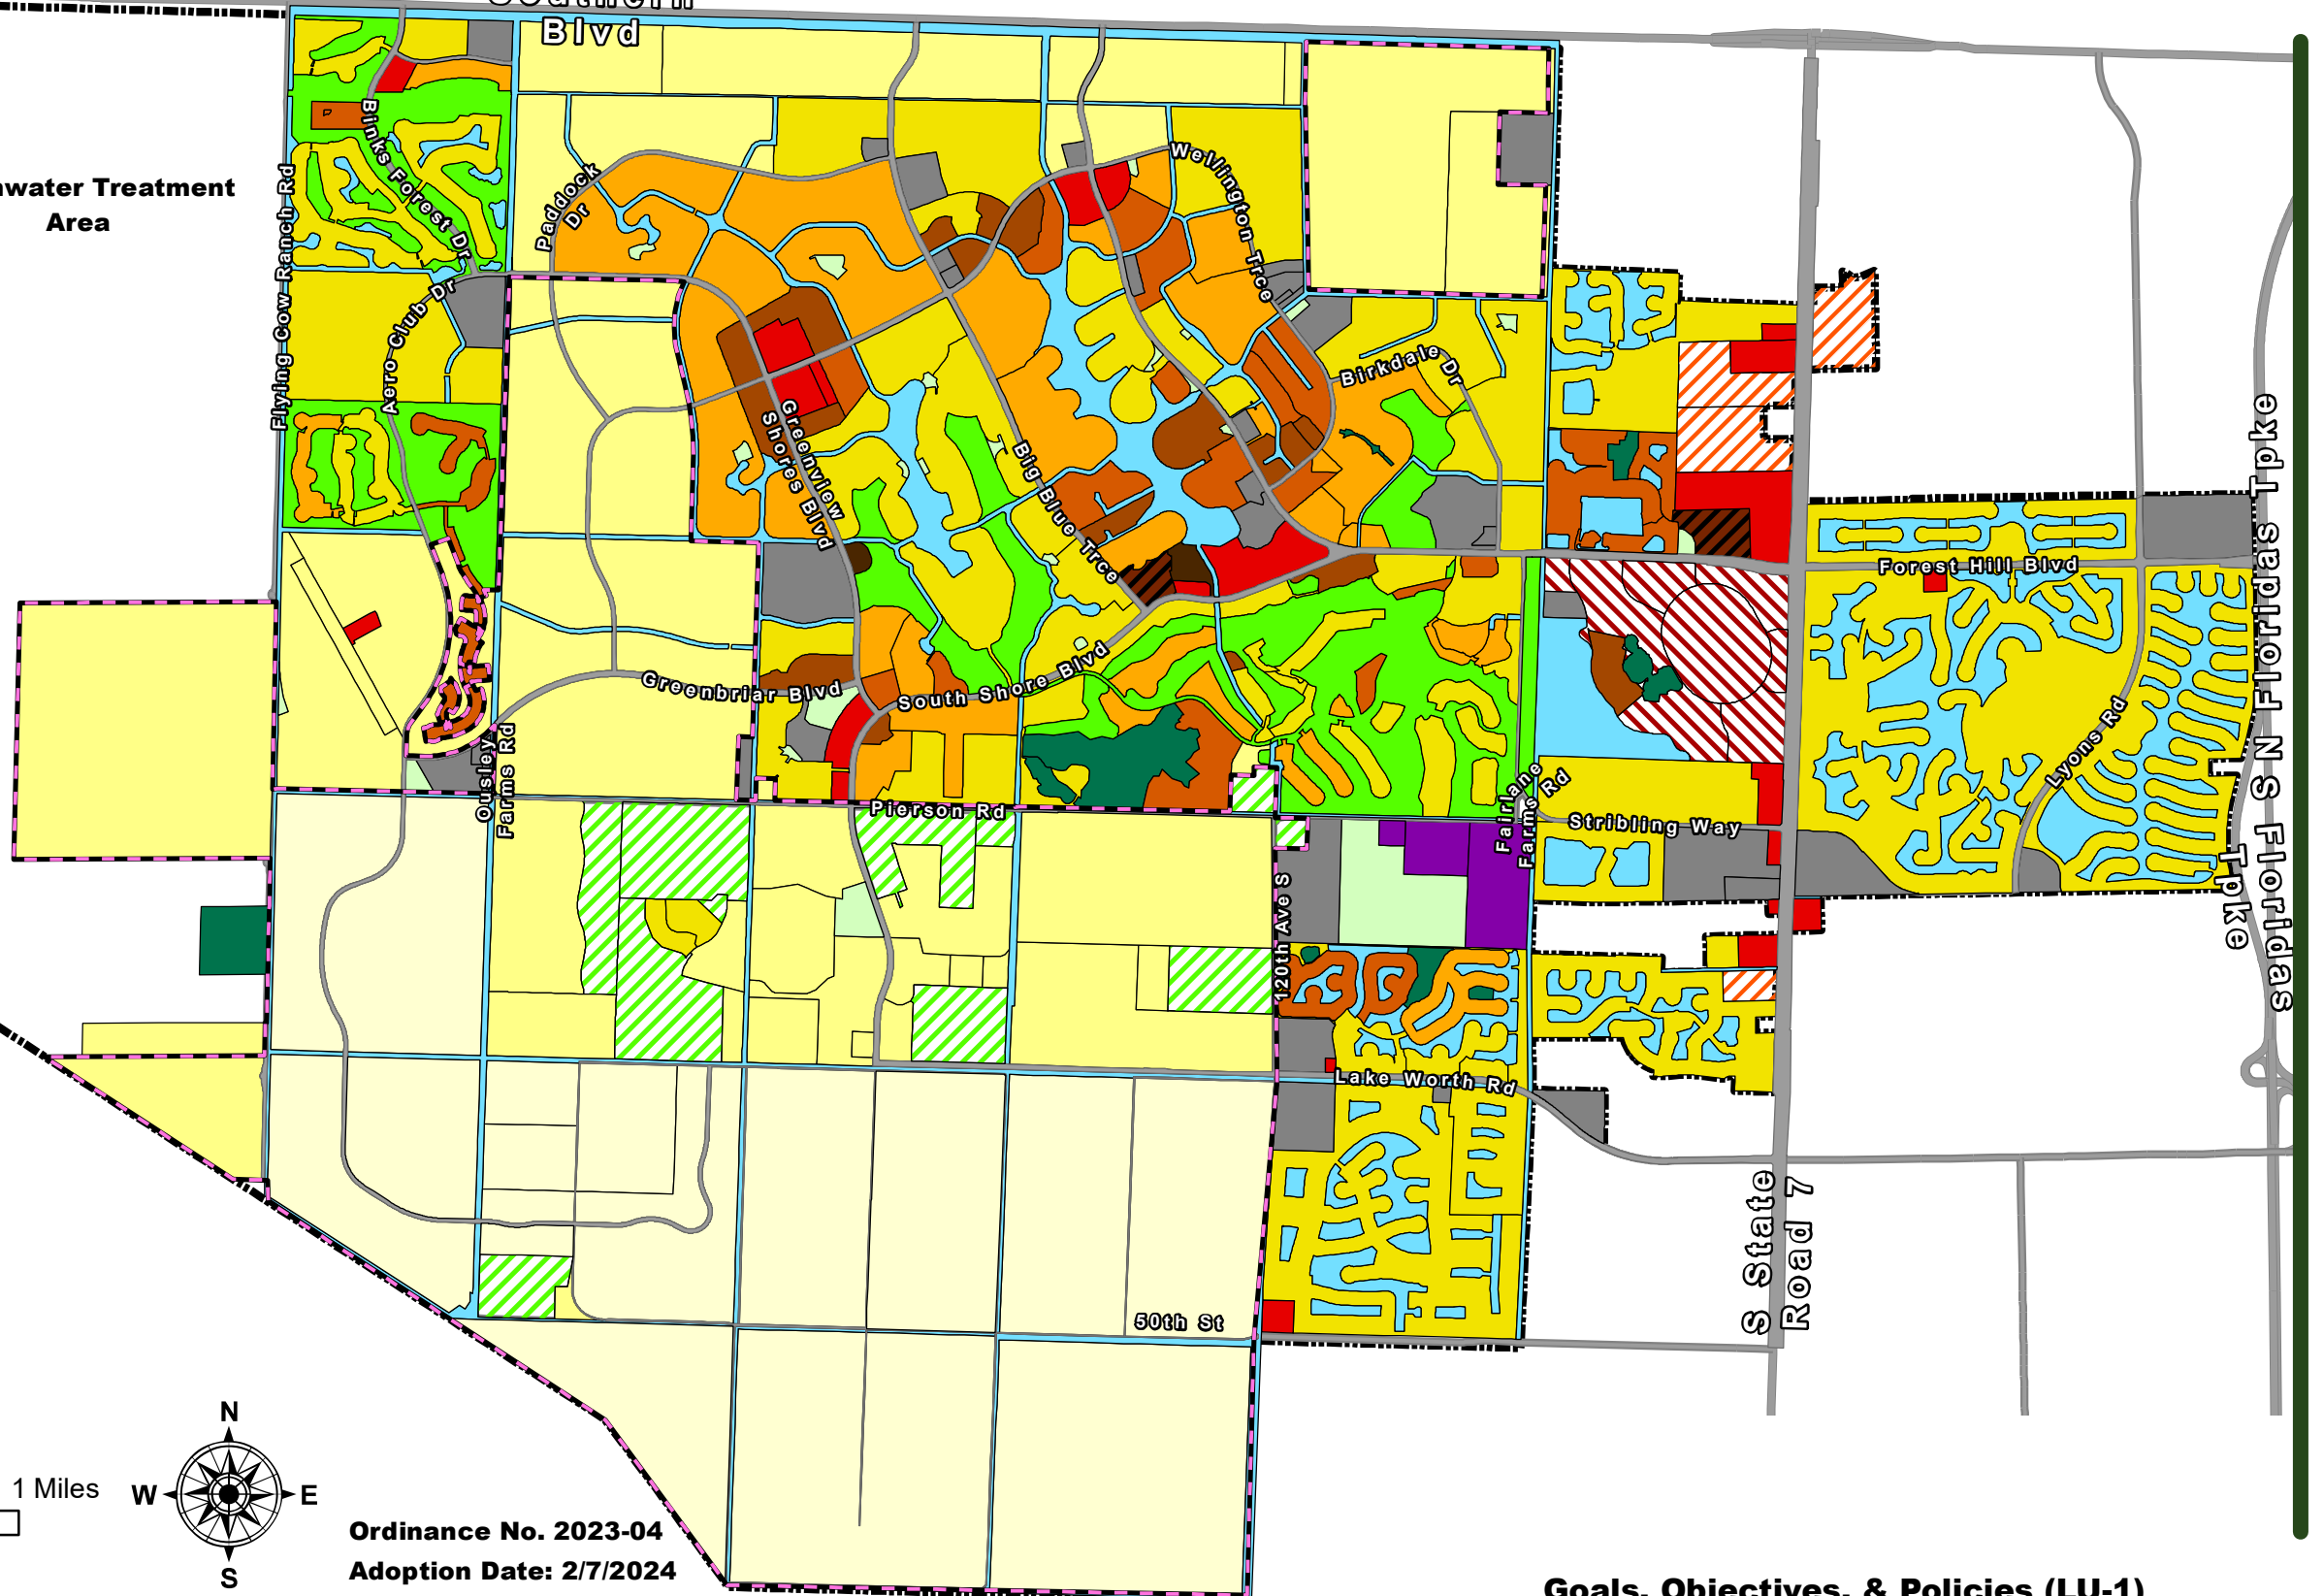 Southern
Blvd
water Treatment
Area
Flying Cow Ranch Rd
Binks Forest Dr
Paddock
Dr
Wellington Trce
Aero Club Dr
Birkdale Dr
Greenview
Shores Blvd
Big Blue Trce
Forest Hill Blvd
Floridas Tpke
N S Floridas
Tpke
Lyons Rd
Greenbriar Blvd
South Shore Blvd
Ousley
Farms Rd
Pierson Rd
Fairlane
Farms Rd
Stribling Way
120th Ave S
Lake Worth Rd
S State
Road 7
50th St
1 Miles
N
W
E
S
Ordinance No. 2023-04
Adoption Date: 2/7/2024
Goals, Objectives, & Policies (LU-1)